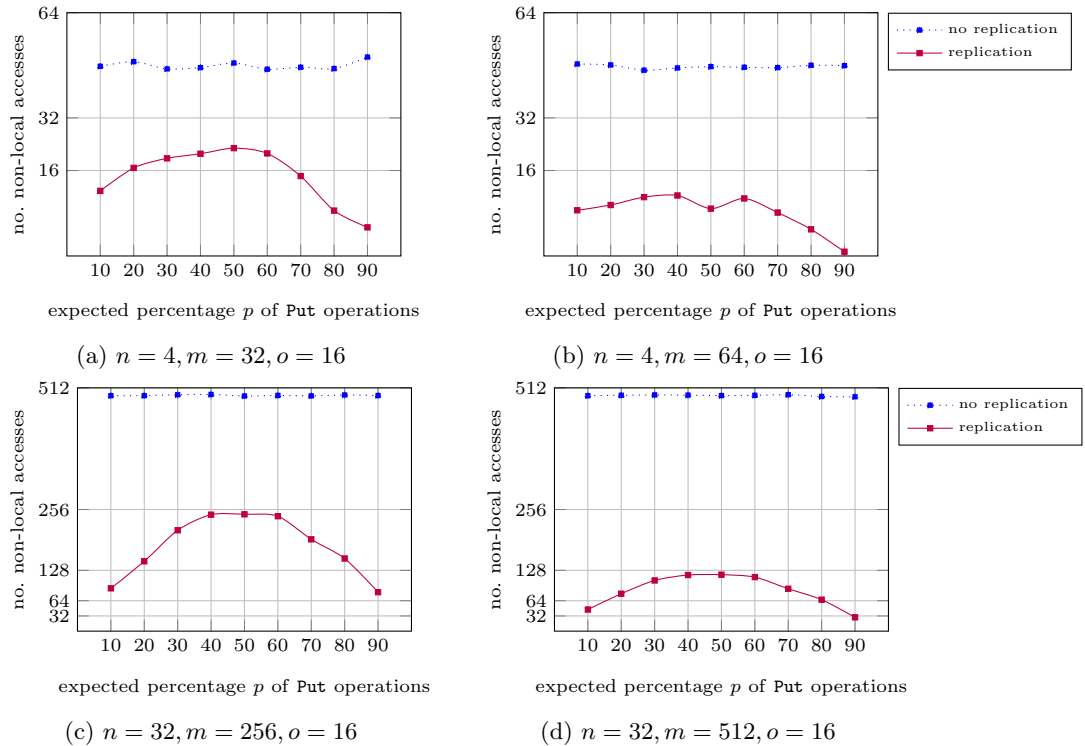 64
32
16
no. non-local accesses
10 20 30 40 50 60 70 80 90
expected percentage p of Put operations
(a) n = 4, m = 32, o = 16
64
32
16
no. non-local accesses
10 20 30 40 50 60 70 80 90
expected percentage p of Put operations
(b) n = 4, m = 64, o = 16
no replication
replication
512
256
128
64
32
no. non-local accesses
10 20 30 40 50 60 70 80 90
expected percentage p of Put operations
(c) n = 32, m = 256, o = 16
512
256
128
64
32
no. non-local accesses
10 20 30 40 50 60 70 80 90
expected percentage p of Put operations
(d) n = 32, m = 512, o = 16
no replication
replication